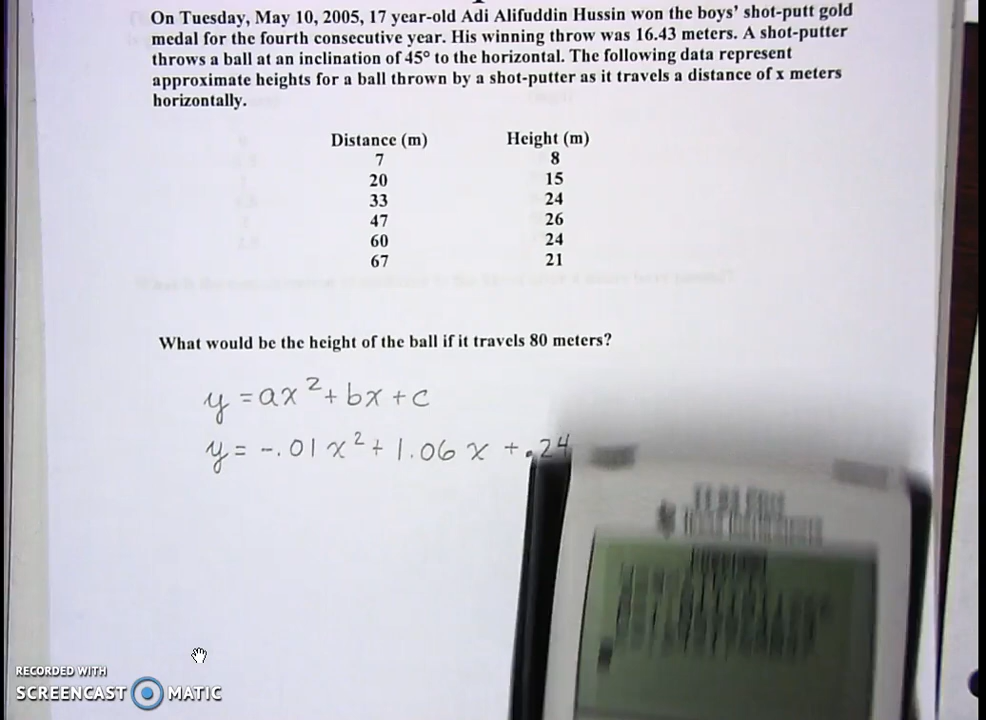 On Tuesday, May 10, 2005, 17 year-old Adi Alifuddin Hussin won the boys' shot-putt gold
medal for the fourth consecutive year. His winning throw was 16.43 meters. A shot-putter
throws a ball at an inclination of 45° to the horizontal. The following data represent
approximate heights for a ball thrown by a shot-putter as it travels a distance of x meters
horizontally.
Distance (m) Height (m)
7 8
20 15
33 24
47 26
60 24
67 21
What would be the height of the ball if it travels 80 meters?
y = ax² + bx + c
y = -.01x² + 1.06x + .24
RECORDED WITH
SCREENCAST MATIC